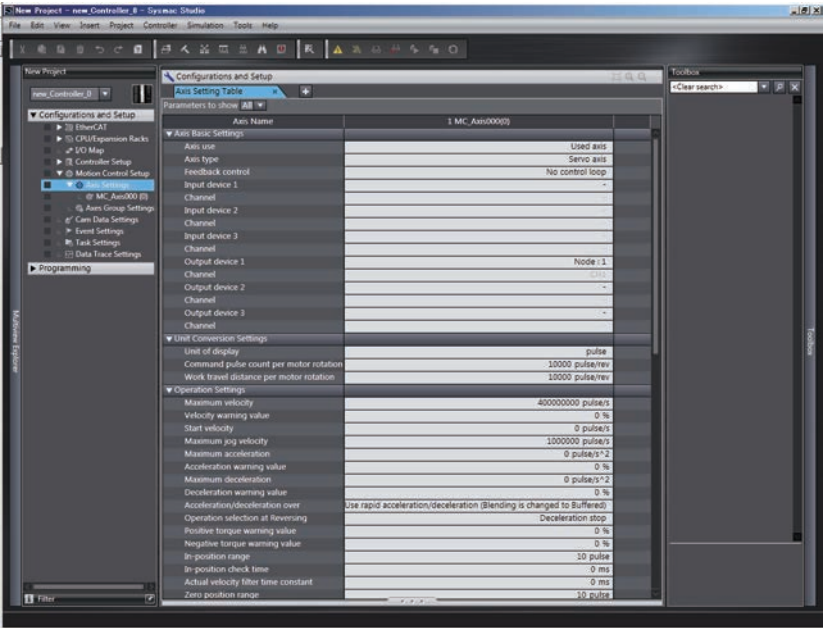 New Project - new_Controller_0 - Sysmac Studio
File Edit View Insert Project Controller Simulation Tools Help
New Project
new_Controller_0
Configurations and Setup
EtherCAT
CPU/Expansion Racks
I/O Map
Controller Setup
Motion Control Setup
Axis Settings
MC_Axis000 (0)
Axes Group Settings
Cam Data Settings
Event Settings
Task Settings
Data Trace Settings
Programming
Filter
Multiview Explorer
Configurations and Setup
Axis Setting Table
Parameters to show All
Axis Name 1 MC_Axis000(0)
Axis Basic Settings
Axis use Used axis
Axis type Servo axis
Feedback control No control loop
Input device 1 -
Channel
Input device 2
Channel
Input device 3
Channel
Output device 1 Node : 1
Channel CH1
Output device 2 -
Channel
Output device 3 -
Channel
Unit Conversion Settings
Unit of display pulse
Command pulse count per motor rotation 10000 pulse/rev
Work travel distance per motor rotation 10000 pulse/rev
Operation Settings
Maximum velocity 400000000 pulse/s
Velocity warning value 0 %
Start velocity 0 pulse/s
Maximum jog velocity 1000000 pulse/s
Maximum acceleration 0 pulse/s^2
Acceleration warning value 0 %
Maximum deceleration 0 pulse/s^2
Deceleration warning value 0 %
Acceleration/deceleration over Use rapid acceleration/deceleration (Blending is changed to Buffered)
Operation selection at Reversing Deceleration stop
Positive torque warning value 0 %
Negative torque warning value 0 %
In-position range 10 pulse
In-position check time 0 ms
Actual velocity filter time constant 0 ms
Zero position range 10 pulse
Toolbox
<Clear search>
Toolbox